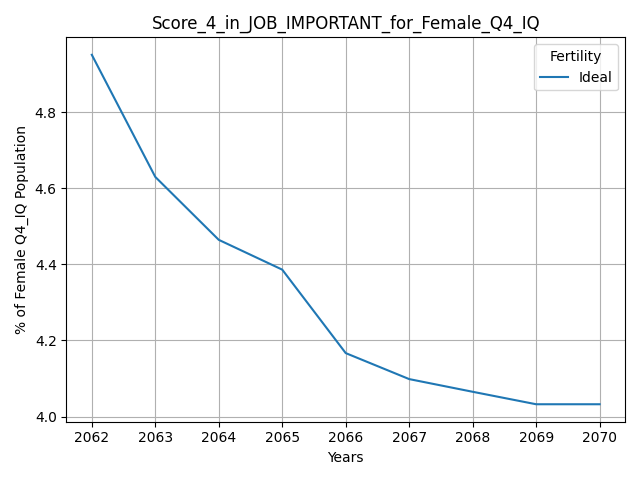 Score_4_in_JOB_IMPORTANT_for_Female_Q4_IQ
Fertility
Ideal
% of Female Q4_IQ Population
4.8
4.6
4.4
4.2
4.0
2062 2063 2064 2065 2066 2067 2068 2069 2070
Years